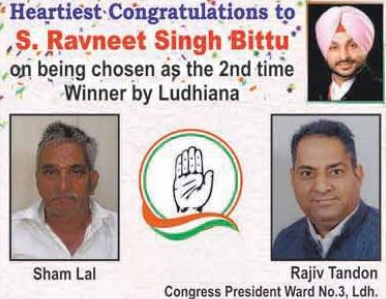 Heartiest Congratulations to
S. Ravneet Singh Bittu
on being chosen as the 2nd time
Winner by Ludhiana
Sham Lal
Rajiv Tandon
Congress President Ward No.3, Ldh.